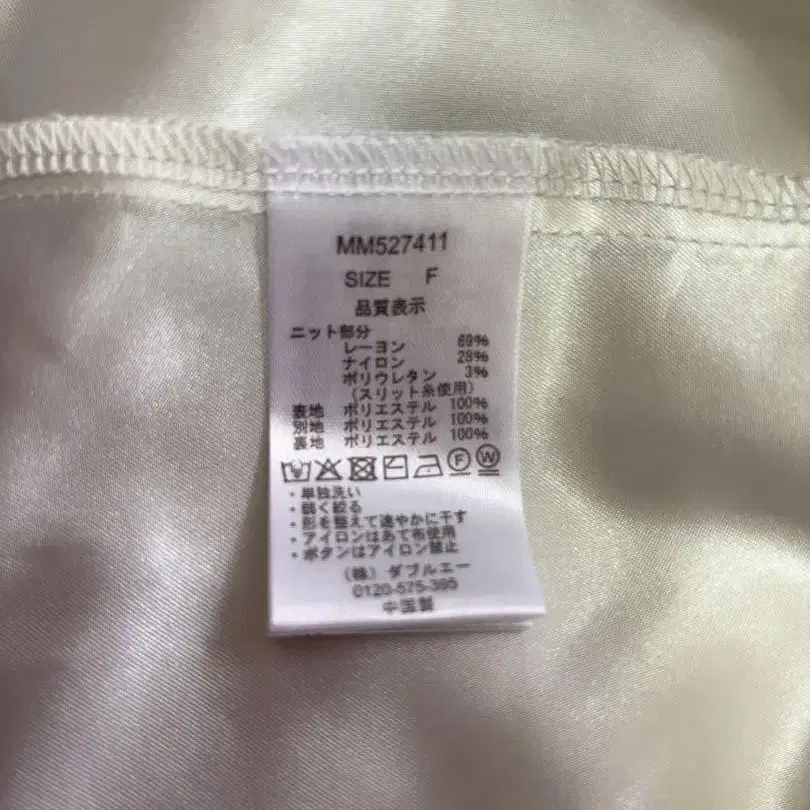 MM527411
SIZE F
品質表示
ニット部分
レーヨン 69%
ナイロン 28%
ポリウレタン 3%
(スリット糸使用)
表地 ポリエステル 100%
別地 ポリエステル 100%
裏地 ポリエステル 100%
F W
・単独洗い
・弱く絞る
・形を整えて速やかに干す
・アイロンはあて布使用
・ボタンはアイロン禁止
(株) ダブルエー
0120-575-395
中国製